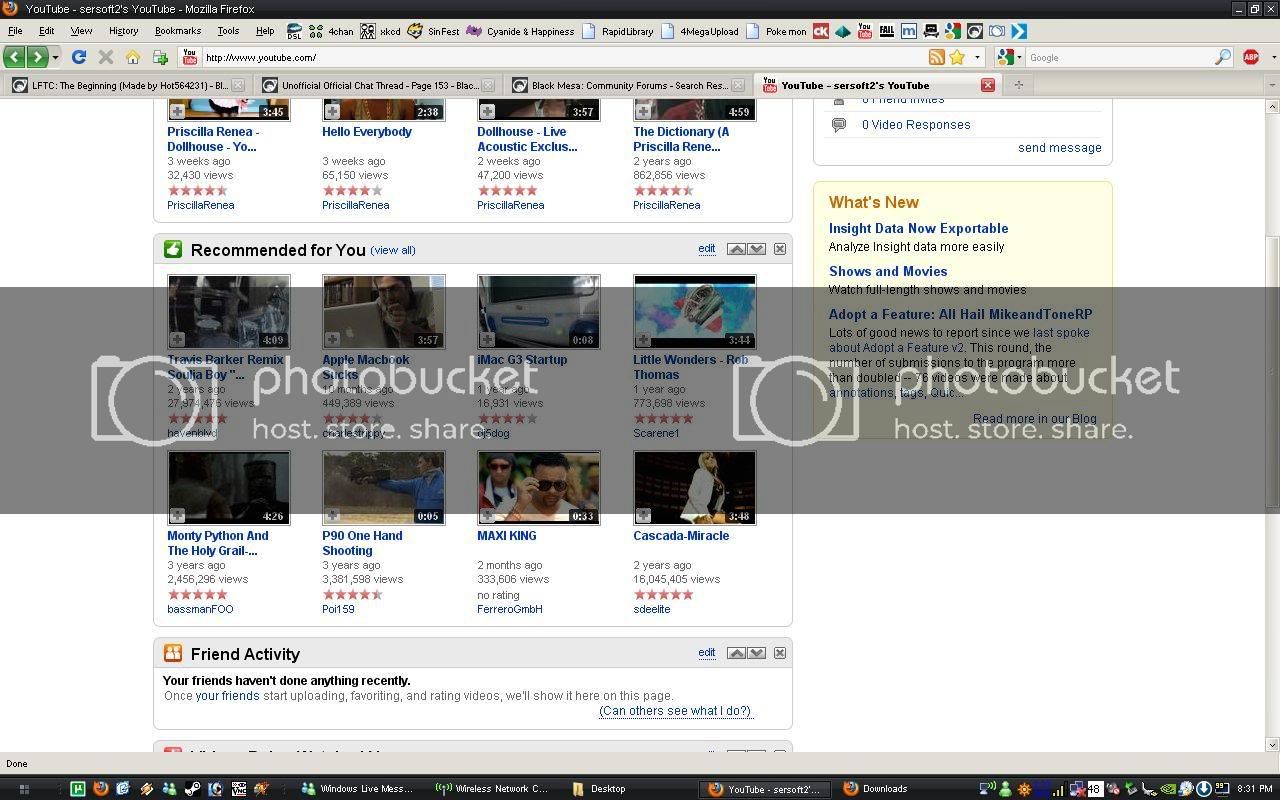 YouTube - sersoft2's YouTube - Mozilla Firefox
File Edit View History Bookmarks Tools Help DSL 4chan xkcd SinFest Cyanide & Happiness RapidLibrary 4MegaUpload Poke mon
http://www.youtube.com/
Google
ABP
LFTC: The Beginning (Made by Hot564231) - Bl...
Unofficial Official Chat Thread - Page 153 - Blac...
Black Mesa: Community Forums - Search Res...
YouTube - sersoft2's YouTube
3:45 2:38 3:57 4:59
Priscilla Renea - Dollhouse - Yo...
3 weeks ago
32,430 views
PriscillaRenea
Hello Everybody
3 weeks ago
65,150 views
PriscillaRenea
Dollhouse - Live Acoustic Exclus...
2 weeks ago
47,200 views
PriscillaRenea
The Dictionary (A Priscilla Rene...
2 years ago
862,856 views
PriscillaRenea
0 Friend Invites
0 Video Responses
send message
Recommended for You (view all)
edit
4:09 3:57 0:08 3:44
Travis Barker Remix Soulja Boy "...
2 years ago
27,974,476 views
havenblvd
Apple Macbook Sucks
10 months ago
449,389 views
charlestrippy
iMac G3 Startup
1 year ago
16,931 views
oj5dog
Little Wonders - Rob Thomas
1 year ago
773,698 views
Scarene1
4:26 0:05 0:33 3:48
Monty Python And The Holy Grail-...
3 years ago
2,456,296 views
bassmanFOO
P90 One Hand Shooting
3 years ago
3,381,598 views
Poi159
MAXI KING
2 months ago
333,606 views
no rating
FerreroGmbH
Cascada-Miracle
2 years ago
16,045,405 views
sdeelite
What's New
Insight Data Now Exportable
Analyze Insight data more easily
Shows and Movies
Watch full-length shows and movies
Adopt a Feature: All Hail MikeandToneRP
Lots of good news to report since we last spoke
about Adopt a Feature v2. This round, the
number of submissions to the program more
than doubled -- 76 videos were made about
annotations, tags, Quic...
Read more in our Blog
photobucket
host. store. share.
photobucket
host. store. share.
Friend Activity
edit
Your friends haven't done anything recently.
Once your friends start uploading, favoriting, and rating videos, we'll show it here on this page.
(Can others see what I do?)
Done
Windows Live Mess...
Wireless Network C...
Desktop
YouTube - sersoft2'...
Downloads
48
8:31 PM